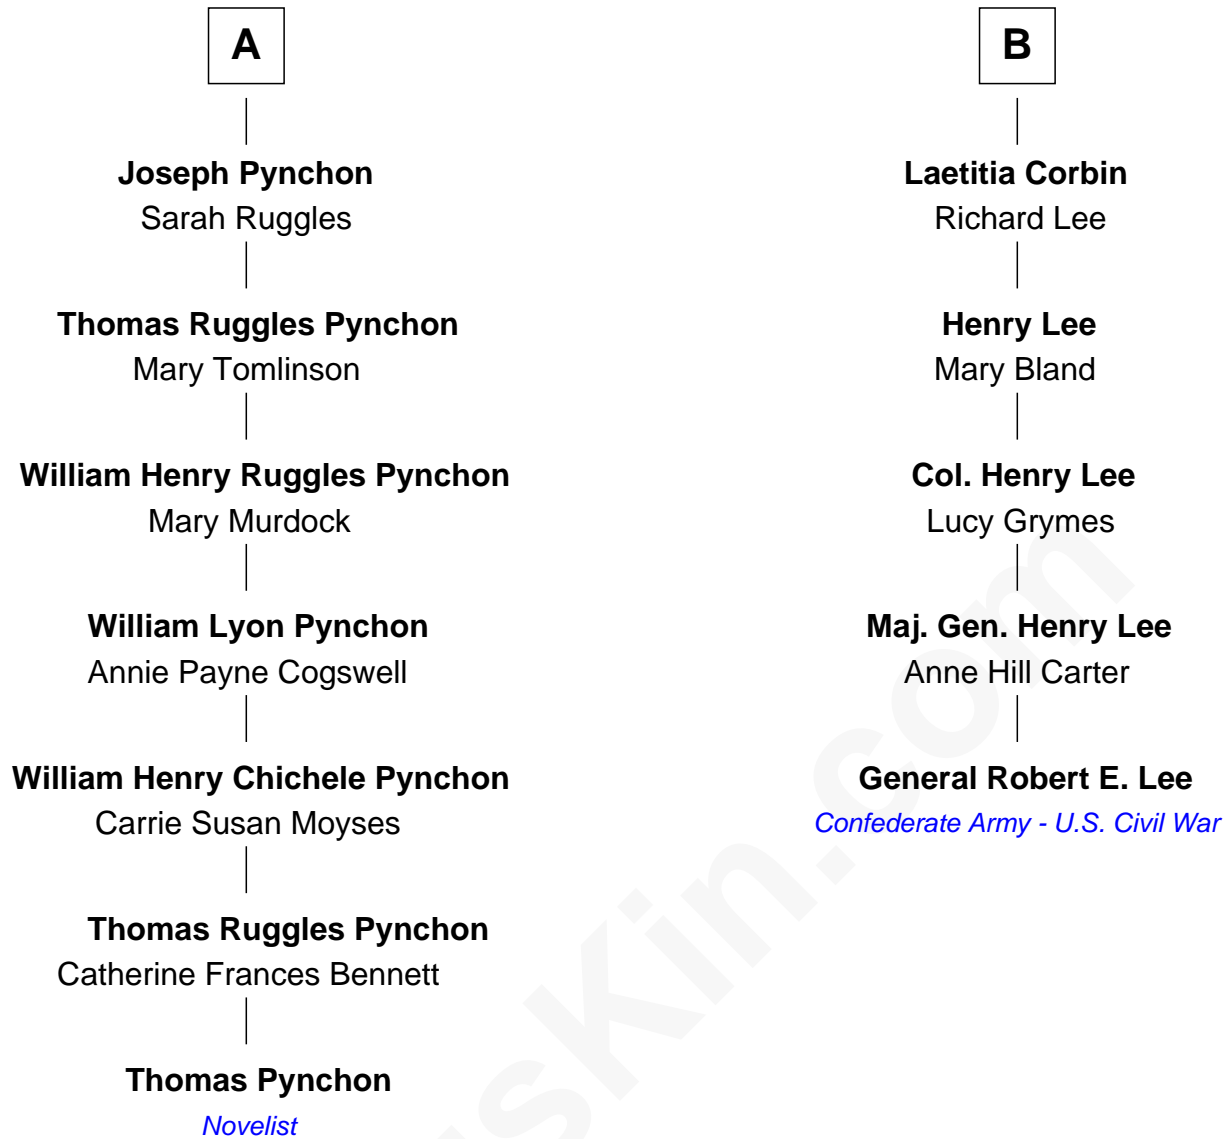 A
Joseph Pynchon
Sarah Ruggles
Thomas Ruggles Pynchon
Mary Tomlinson
William Henry Ruggles Pynchon
Mary Murdock
William Lyon Pynchon
Annie Payne Cogswell
William Henry Chichele Pynchon
Carrie Susan Moyses
Thomas Ruggles Pynchon
Catherine Frances Bennett
Thomas Pynchon
Novelist
B
Laetitia Corbin
Richard Lee
Henry Lee
Mary Bland
Col. Henry Lee
Lucy Grymes
Maj. Gen. Henry Lee
Anne Hill Carter
General Robert E. Lee
Confederate Army - U.S. Civil War
sKin.com